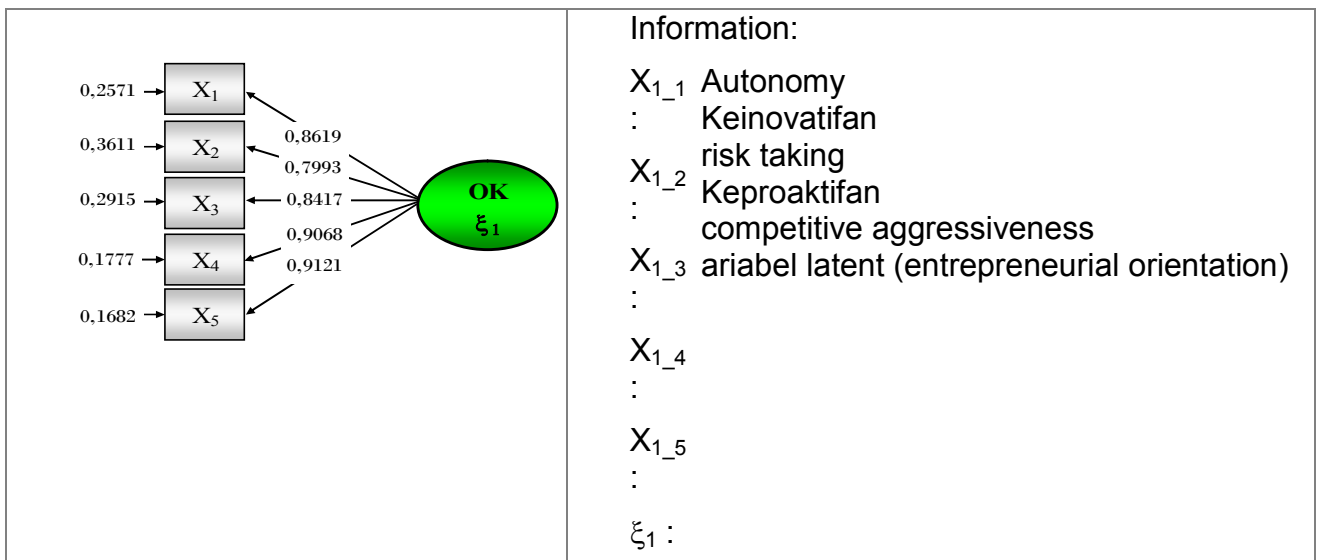 0,2571
X₁
0,8619
0,3611
X₂
0,7993
0,2915
X₃
0,8417
OK
ξ₁
0,9068
0,1777
X₄
0,9121
0,1682
X₅
Information:
X₁_₁
:
X₁_₂
:
X₁_₃
:
X₁_₄
:
X₁_₅
:
ξ₁ :
Autonomy
Keinovatifan
risk taking
Keproaktifan
competitive aggressiveness
ariabel latent (entrepreneurial orientation)